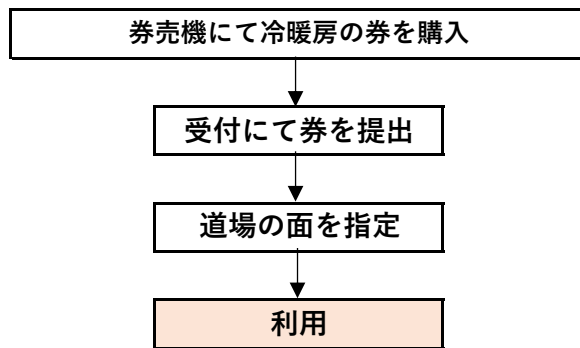 券売機にて冷暖房の券を購入
受付にて券を提出
道場の面を指定
利用